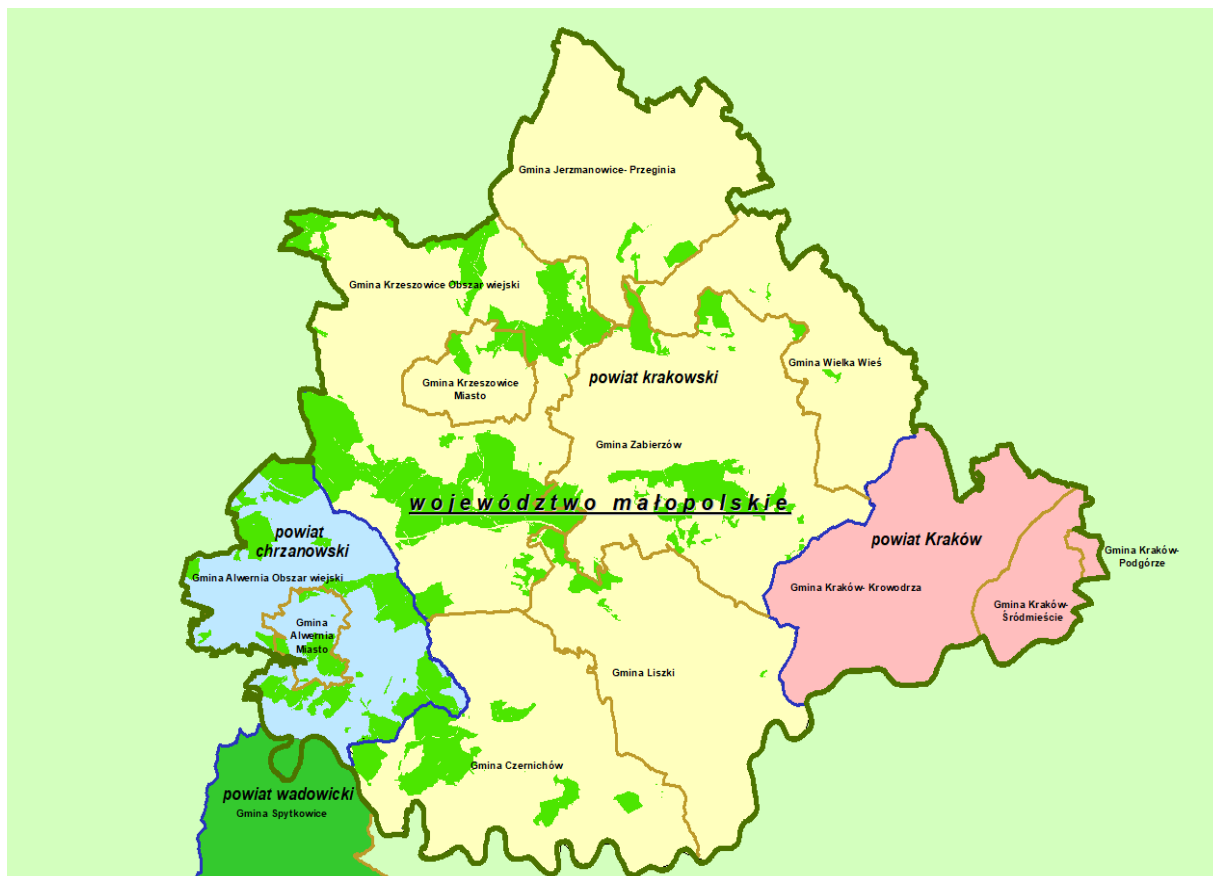 Gmina Jerzmanowice- Przeginia
Gmina Krzeszowice Obszar wiejski
Gmina Wielka Wieś
powiat krakowski
Gmina Krzeszowice
Miasto
Gmina Zabierzów
województwo małopolskie
powiat
chrzanowski
powiat Kraków
Gmina Kraków-
Podgórze
Gmina Alwernia Obszar wiejski
Gmina Kraków- Krowodrza
Gmina Kraków-
Śródmieście
Gmina
Alwernia
Miasto
Gmina Liszki
Gmina Czernichów
powiat wadowicki
Gmina Spytkowice